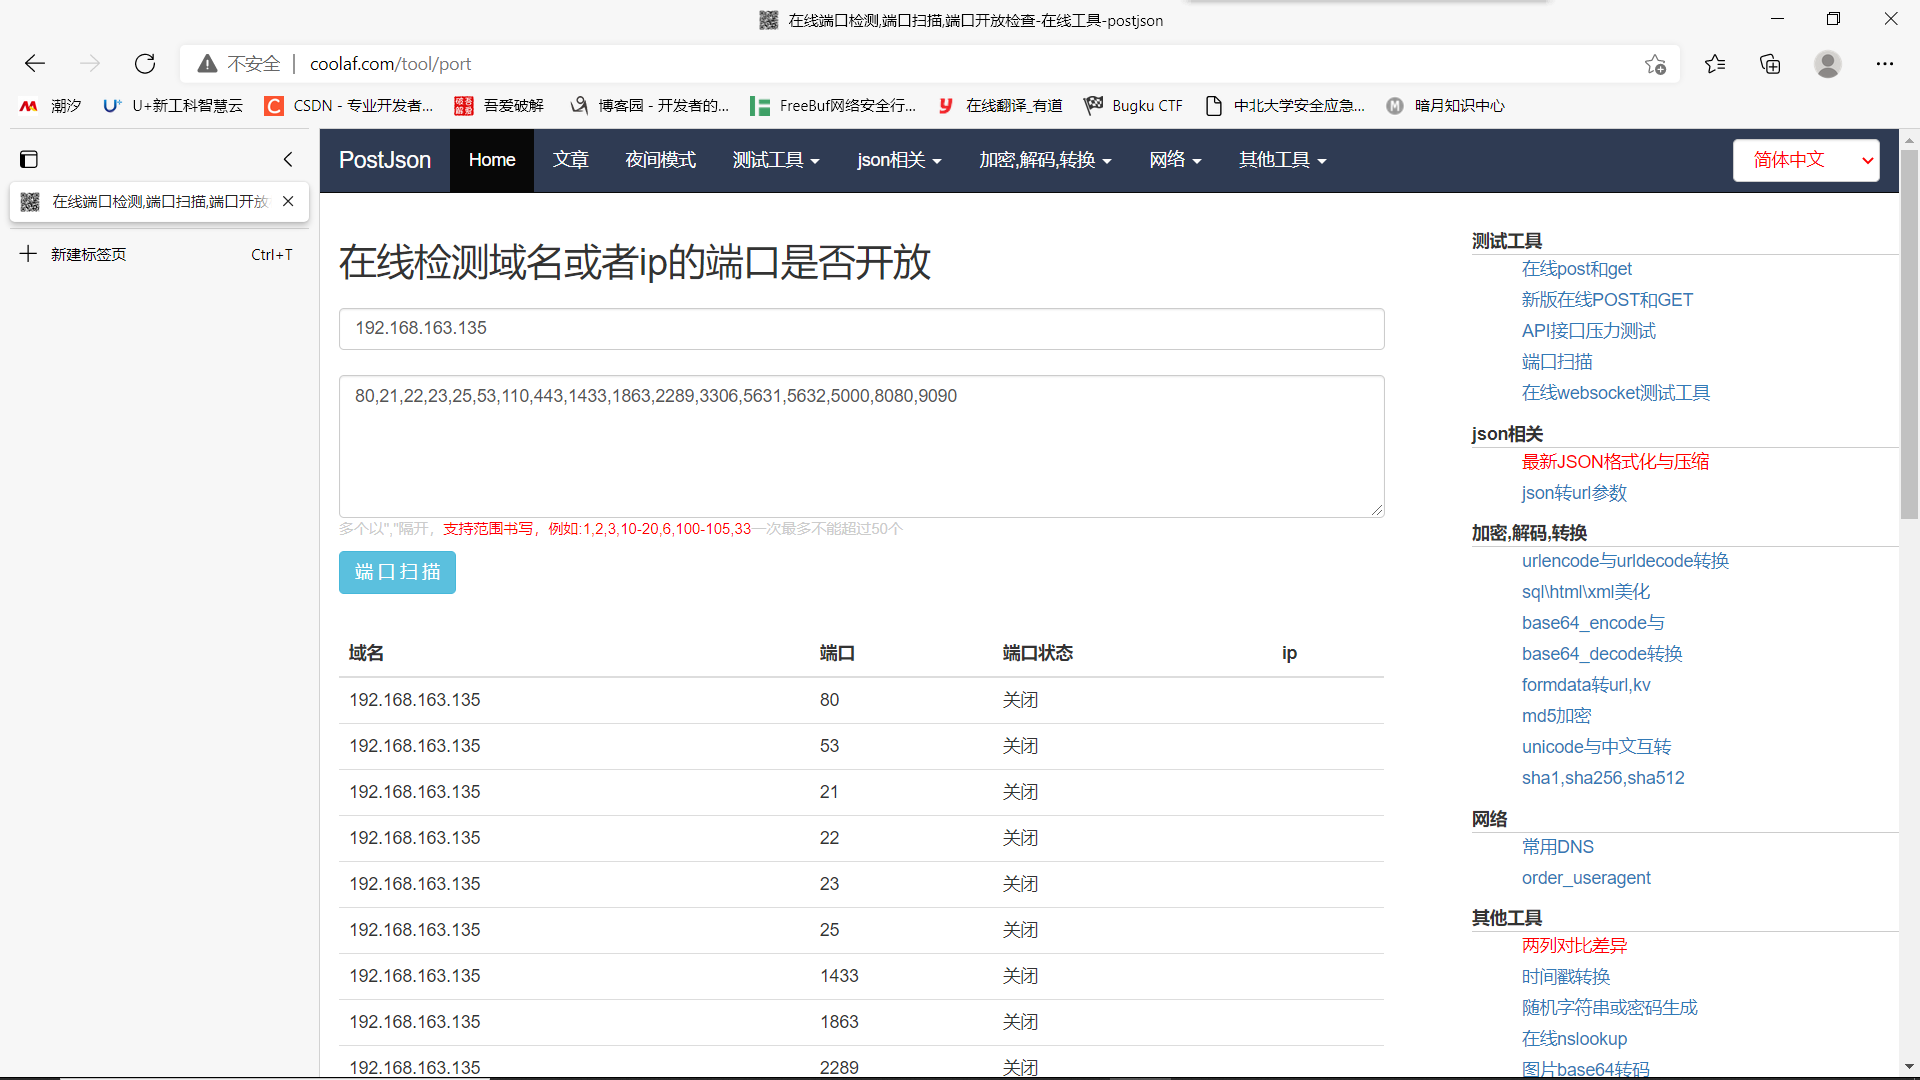 在线端口检测,端口扫描,端口开放检查-在线工具-postjson
不安全 coolaf.com/tool/port
潮汐 U+新工科智慧云 CSDN - 专业开发者... 吾爱破解 博客园 - 开发者的... FreeBuf网络安全行... 在线翻译_有道 Bugku CTF 中北大学安全应急... 暗月知识中心
在线端口检测,端口扫描,端口开放
新建标签页 Ctrl+T
PostJson Home 文章 夜间模式 测试工具 json相关 加密,解码,转换 网络 其他工具 简体中文
在线检测域名或者ip的端口是否开放
192.168.163.135
80,21,22,23,25,53,110,443,1433,1863,2289,3306,5631,5632,5000,8080,9090
多个以","隔开，支持范围书写，例如:1,2,3,10-20,6,100-105,33一次最多不能超过50个
端口扫描
域名 端口 端口状态 ip
192.168.163.135 80 关闭
192.168.163.135 53 关闭
192.168.163.135 21 关闭
192.168.163.135 22 关闭
192.168.163.135 23 关闭
192.168.163.135 25 关闭
192.168.163.135 1433 关闭
192.168.163.135 1863 关闭
192.168.163.135 2289 关闭
测试工具
在线post和get
新版在线POST和GET
API接口压力测试
端口扫描
在线websocket测试工具
json相关
最新JSON格式化与压缩
json转url参数
加密,解码,转换
urlencode与urldecode转换
sql\html\xml美化
base64_encode与
base64_decode转换
formdata转url,kv
md5加密
unicode与中文互转
sha1,sha256,sha512
网络
常用DNS
order_useragent
其他工具
两列对比差异
时间戳转换
随机字符串或密码生成
在线nslookup
图片base64转码